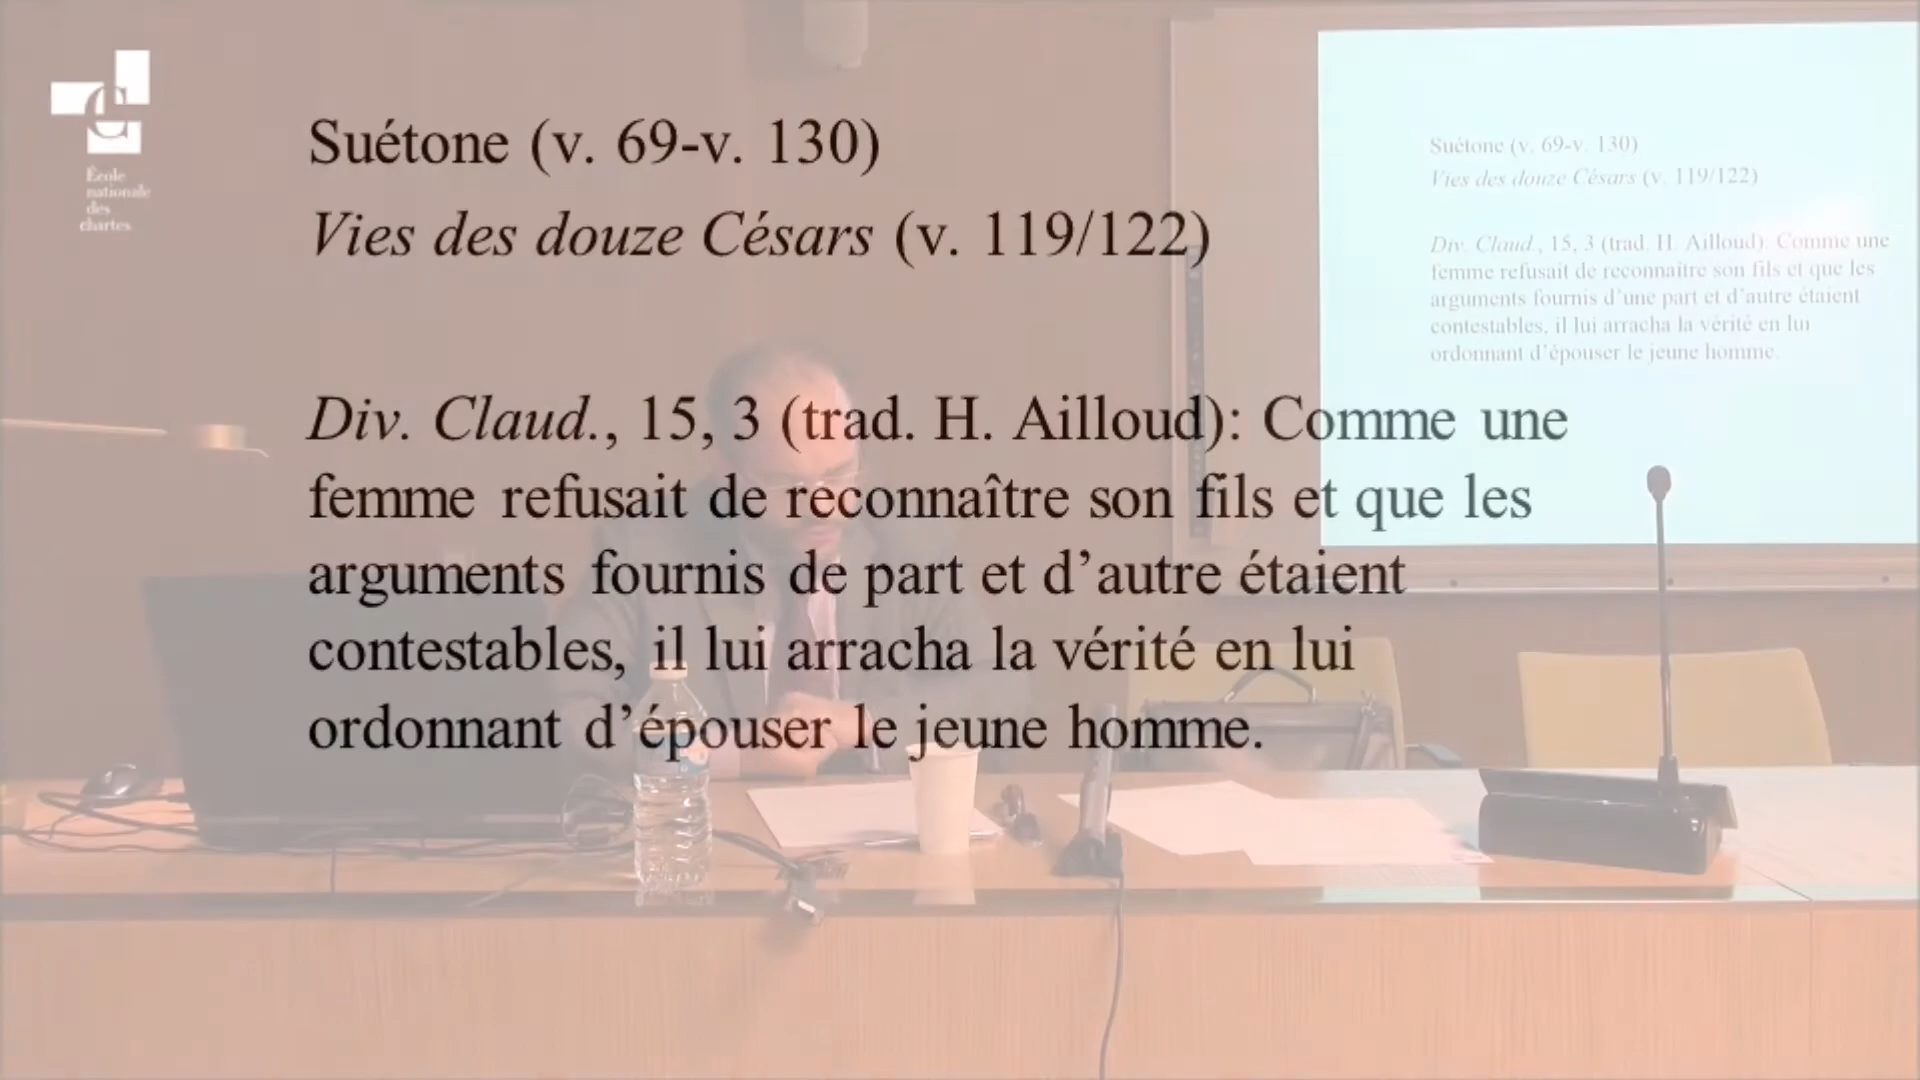 École
nationale
des
chartes
Suétone (v. 69-v. 130)
Vies des douze Césars (v. 119/122)
Div. Claud., 15, 3 (trad. H. Ailloud): Comme une
femme refusait de reconnaître son fils et que les
arguments fournis de part et d’autre étaient
contestables, il lui arracha la vérité en lui
ordonnant d’épouser le jeune homme.
Suétone (v. 69-v. 130)
Vies des douze Césars (v. 119/122)
Div. Claud., 15, 3 (trad. H. Ailloud): Comme une
femme refusait de reconnaître son fils et que les
arguments fournis d’une part et d’autre étaient
contestables, il lui arracha la vérité en lui
ordonnant d’épouser le jeune homme.